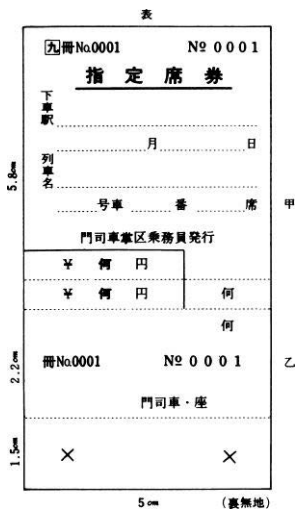 表
九冊No.0001 № 0001
指定席券
下車駅
月 日
列車名
号車 番 席
甲
5.8cm
門司車掌区乗務員発行
¥ 何 円
¥ 何 円 何
何
冊No.0001 № 0001
乙
2.2cm
門司車・座
1.5cm
× ×
5cm (裏無地)